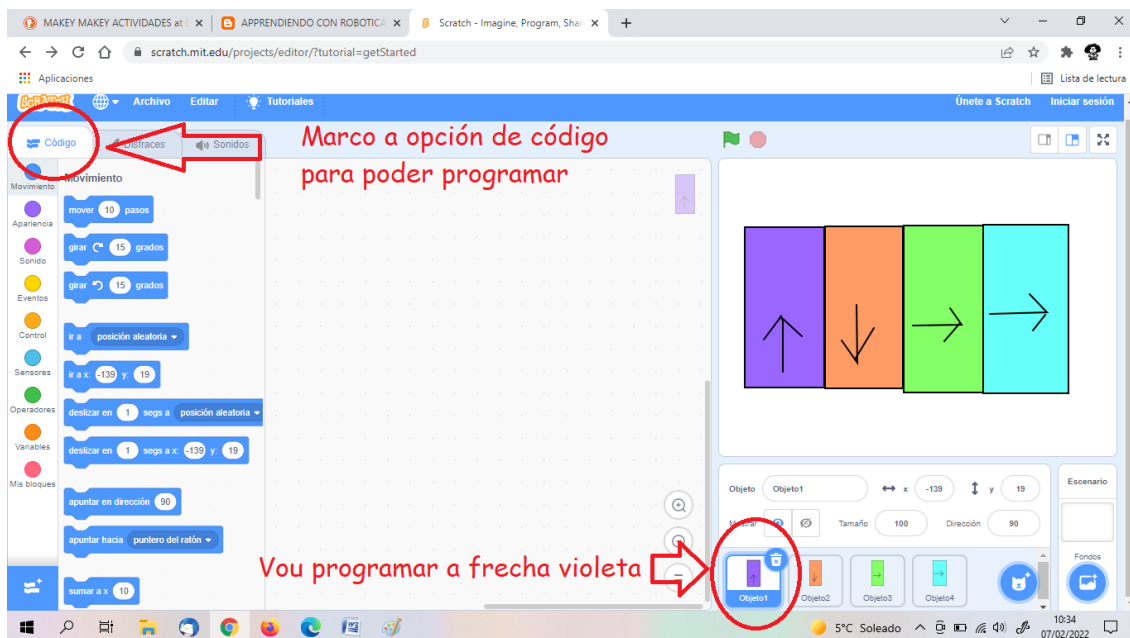 MAKEY MAKEY ACTIVIDADES at
APPRENDIENDO CON ROBOTICA
Scratch - Imagine, Program, Shar
scratch.mit.edu/projects/editor/?tutorial=getStarted
Aplicaciones
Lista de lectura
SCRATCH
Archivo
Editar
Tutoriales
Únete a Scratch
Iniciar sesión
Código
Disfraces
Sonidos
Marco a opción de código
para poder programar
Movimiento
Apariencia
Sonido
Eventos
Control
Sensores
Operadores
Variables
Mis bloques
Movimiento
mover 10 pasos
girar 15 grados
girar 15 grados
ir a posición aleatoria
ir a x: -139 y: 19
deslizar en 1 segs a posición aleatoria
deslizar en 1 segs a x: -139 y: 19
apuntar en dirección 90
apuntar hacia puntero del ratón
sumar a x 10
Vou programar a frecha violeta
Objeto Objeto1 x -139 y 19
Mostrar Tamaño 100 Dirección 90
Objeto1
Objeto2
Objeto3
Objeto4
Escenario
Fondos
5°C Soleado
10:34
07/02/2022